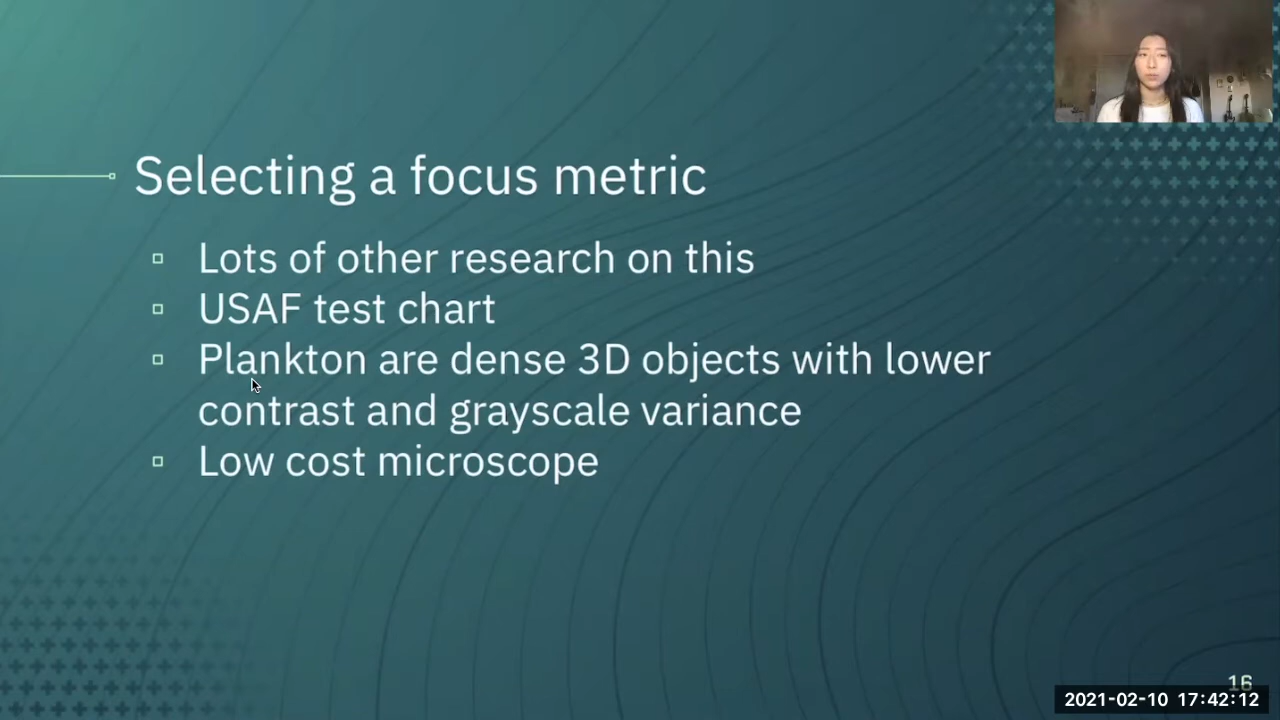 Selecting a focus metric
Lots of other research on this
USAF test chart
Plankton are dense 3D objects with lower
contrast and grayscale variance
Low cost microscope
16
2021-02-10 17:42:12